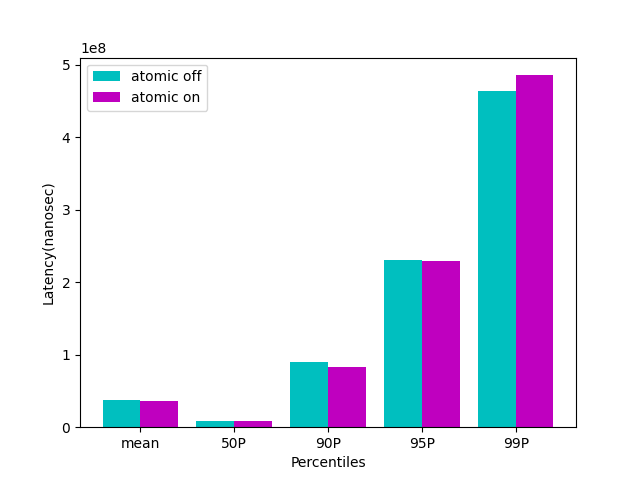 1e8
atomic off
atomic on
5
4
3
2
1
0
Latency(nanosec)
mean 50P 90P 95P 99P
Percentiles